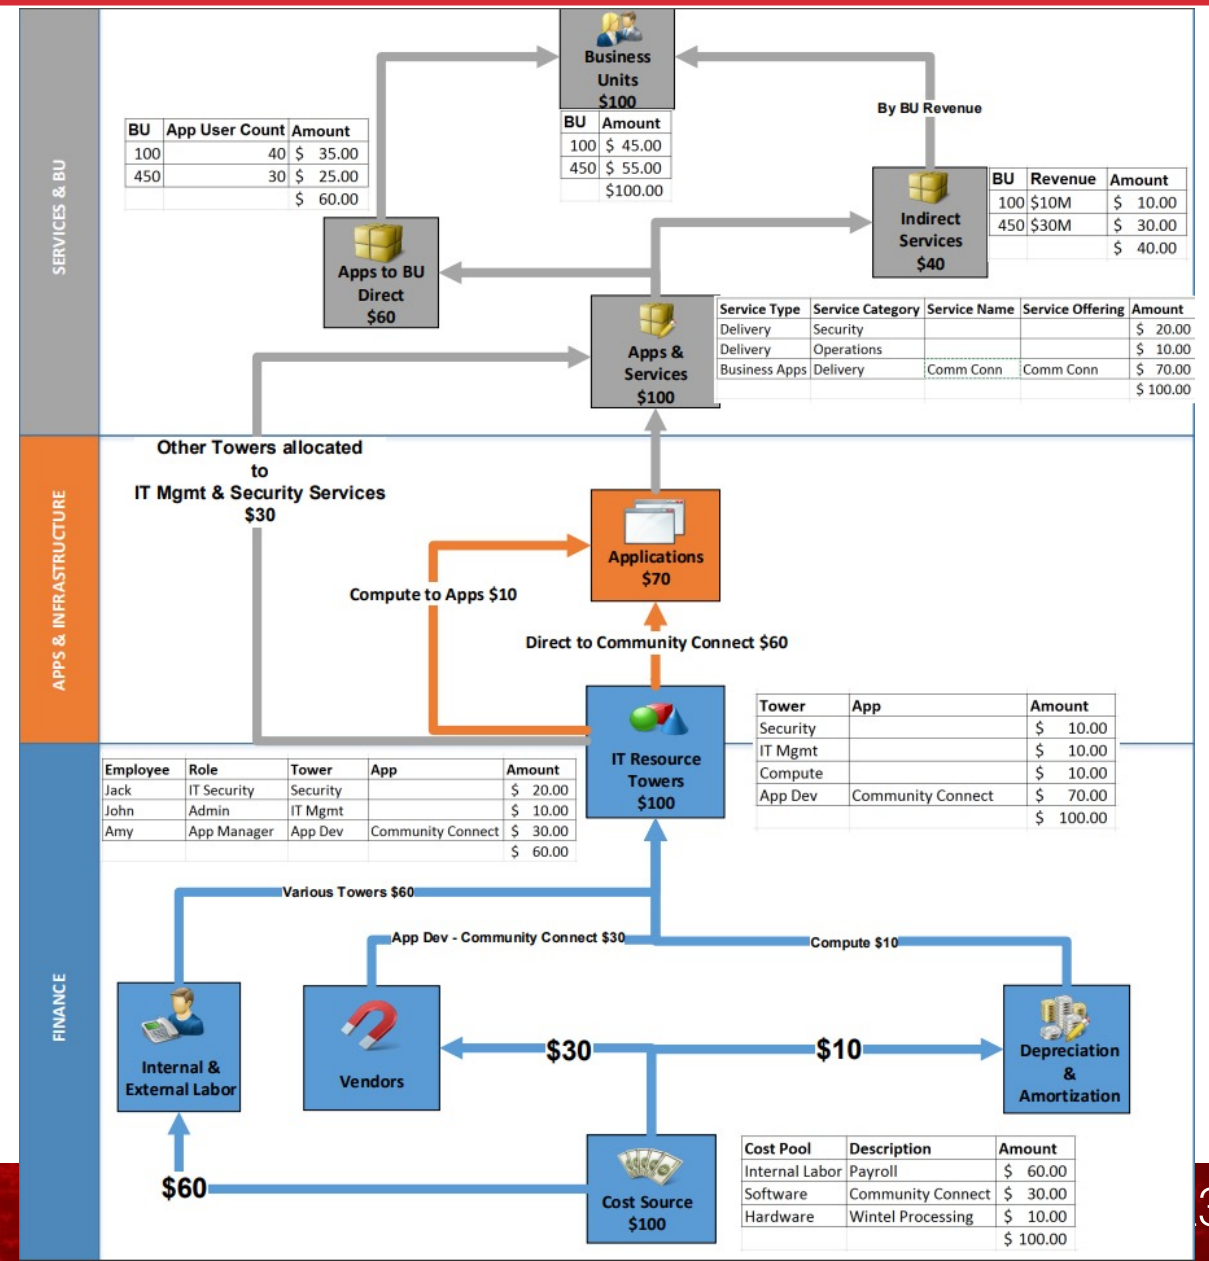 Business
Units
$100
By BU Revenue
BU App User Count Amount
100 40 $ 35.00
450 30 $ 25.00
$ 60.00
BU Amount
100 $ 45.00
450 $ 55.00
$100.00
BU Revenue Amount
100 $10M $ 10.00
450 $30M $ 30.00
$ 40.00
SERVICES & BU
Indirect
Services
$40
Apps to BU
Direct
$60
Apps &
Services
$100
Service Type Service Category Service Name Service Offering Amount
Delivery Security $ 20.00
Delivery Operations $ 10.00
Business Apps Delivery Comm Conn Comm Conn $ 70.00
$ 100.00
Other Towers allocated
to
IT Mgmt & Security Services
$30
APPS & INFRASTRUCTURE
Applications
$70
Compute to Apps $10
Direct to Community Connect $60
IT Resource
Towers
$100
Tower App Amount
Security $ 10.00
IT Mgmt $ 10.00
Compute $ 10.00
App Dev Community Connect $ 70.00
$ 100.00
Employee Role Tower App Amount
Jack IT Security Security $ 20.00
John Admin IT Mgmt $ 10.00
Amy App Manager App Dev Community Connect $ 30.00
$ 60.00
Various Towers $60
App Dev - Community Connect $30
Compute $10
FINANCE
Internal &
External Labor
Vendors
$30
$10
Depreciation
&
Amortization
$60
Cost Source
$100
Cost Pool Description Amount
Internal Labor Payroll $ 60.00
Software Community Connect $ 30.00
Hardware Wintel Processing $ 10.00
$ 100.00